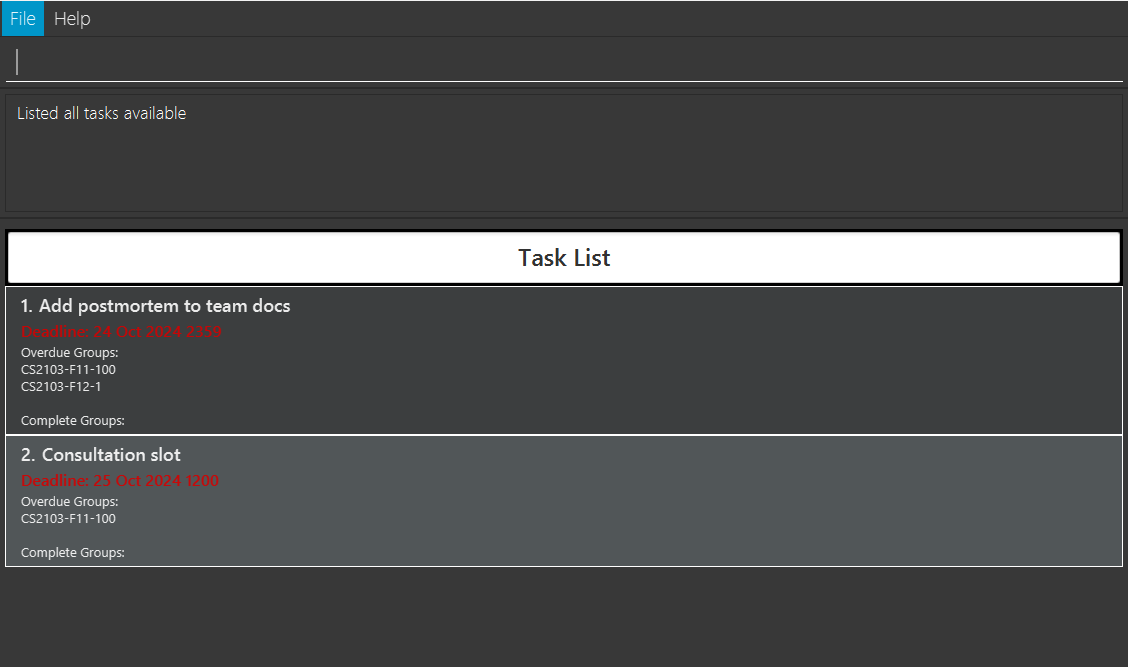 File Help
Listed all tasks available
Task List
1. Add postmortem to team docs
Deadline: 24 Oct 2024 2359
Overdue Groups:
CS2103-F11-100
CS2103-F12-1
Complete Groups:
2. Consultation slot
Deadline: 25 Oct 2024 1200
Overdue Groups:
CS2103-F11-100
Complete Groups: